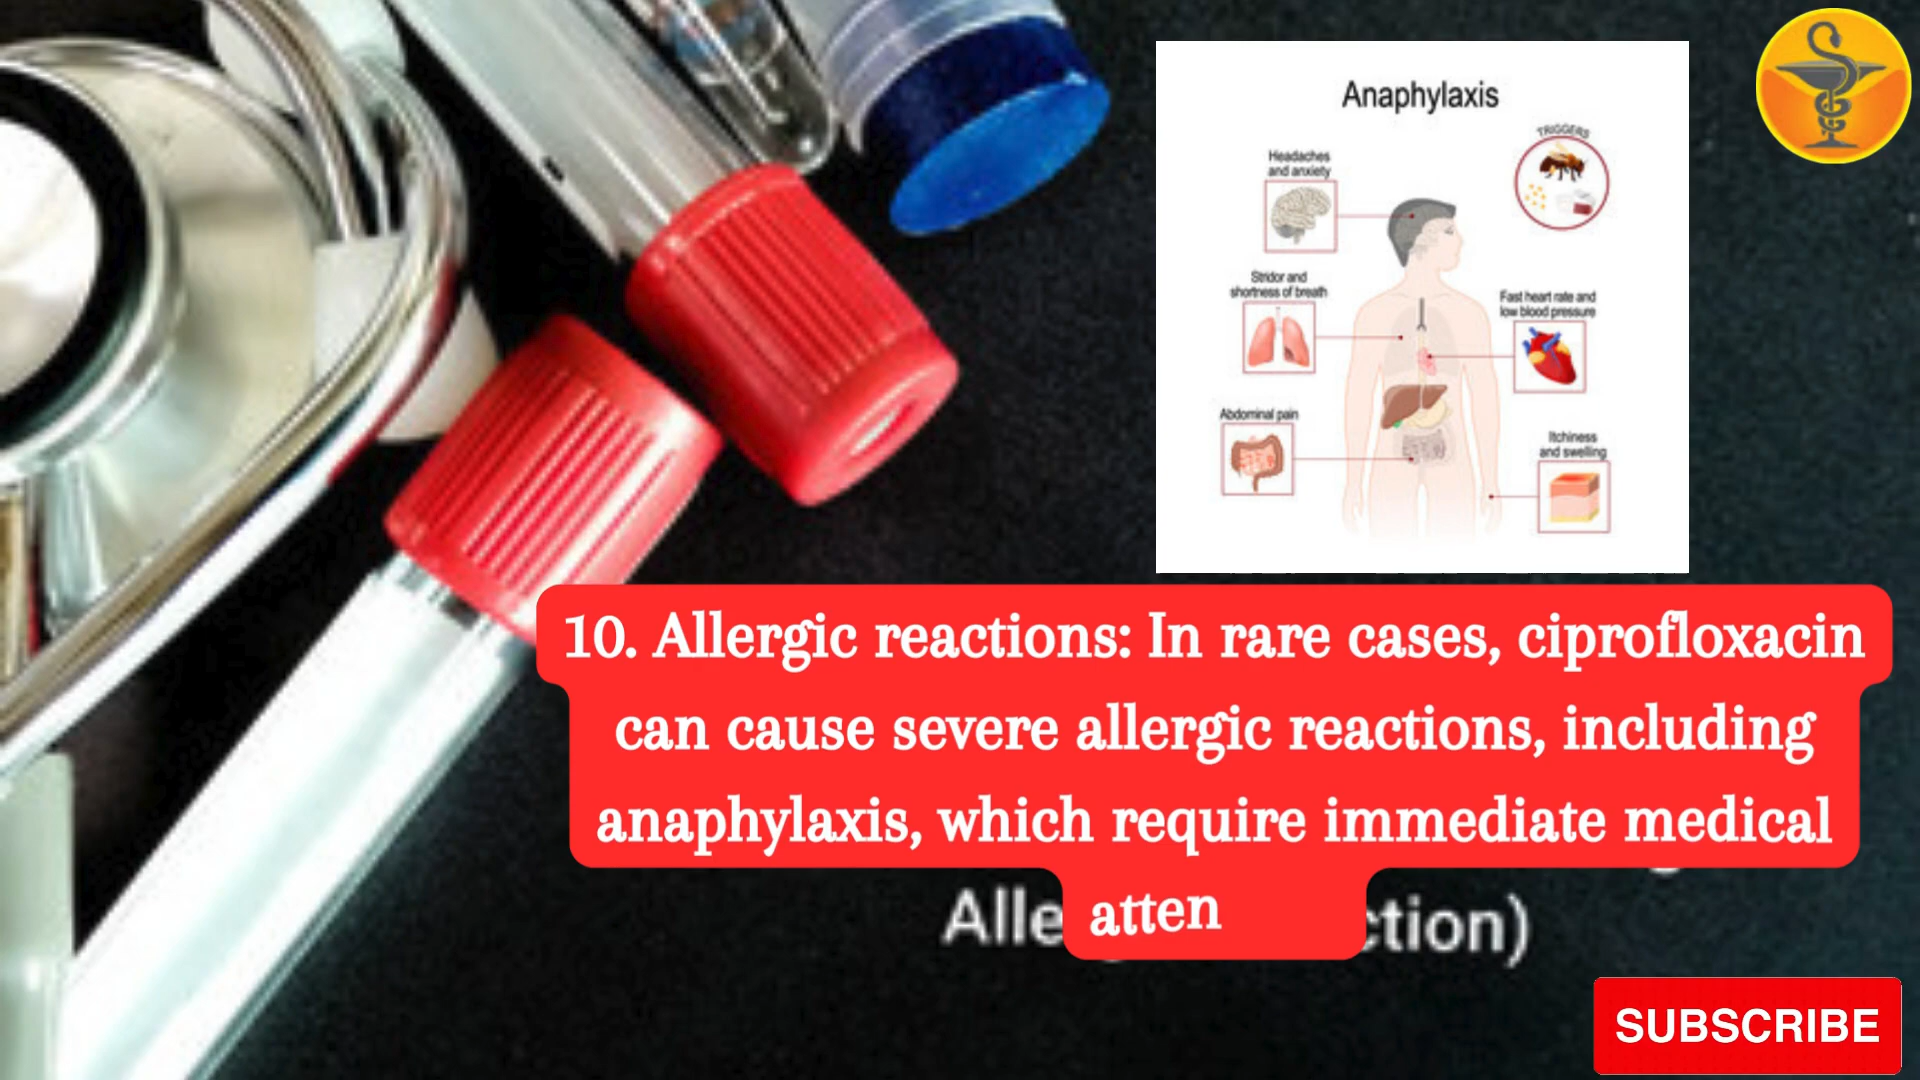 Anaphylaxis
TRIGGERS
Headaches
and anxiety
Stridor and
shortness of breath
Fast heart rate and
low blood pressure
Abdominal pain
Itchiness
and swelling
10. Allergic reactions: In rare cases, ciprofloxacin
can cause severe allergic reactions, including
anaphylaxis, which require immediate medical
atten
Alle ction)
SUBSCRIBE